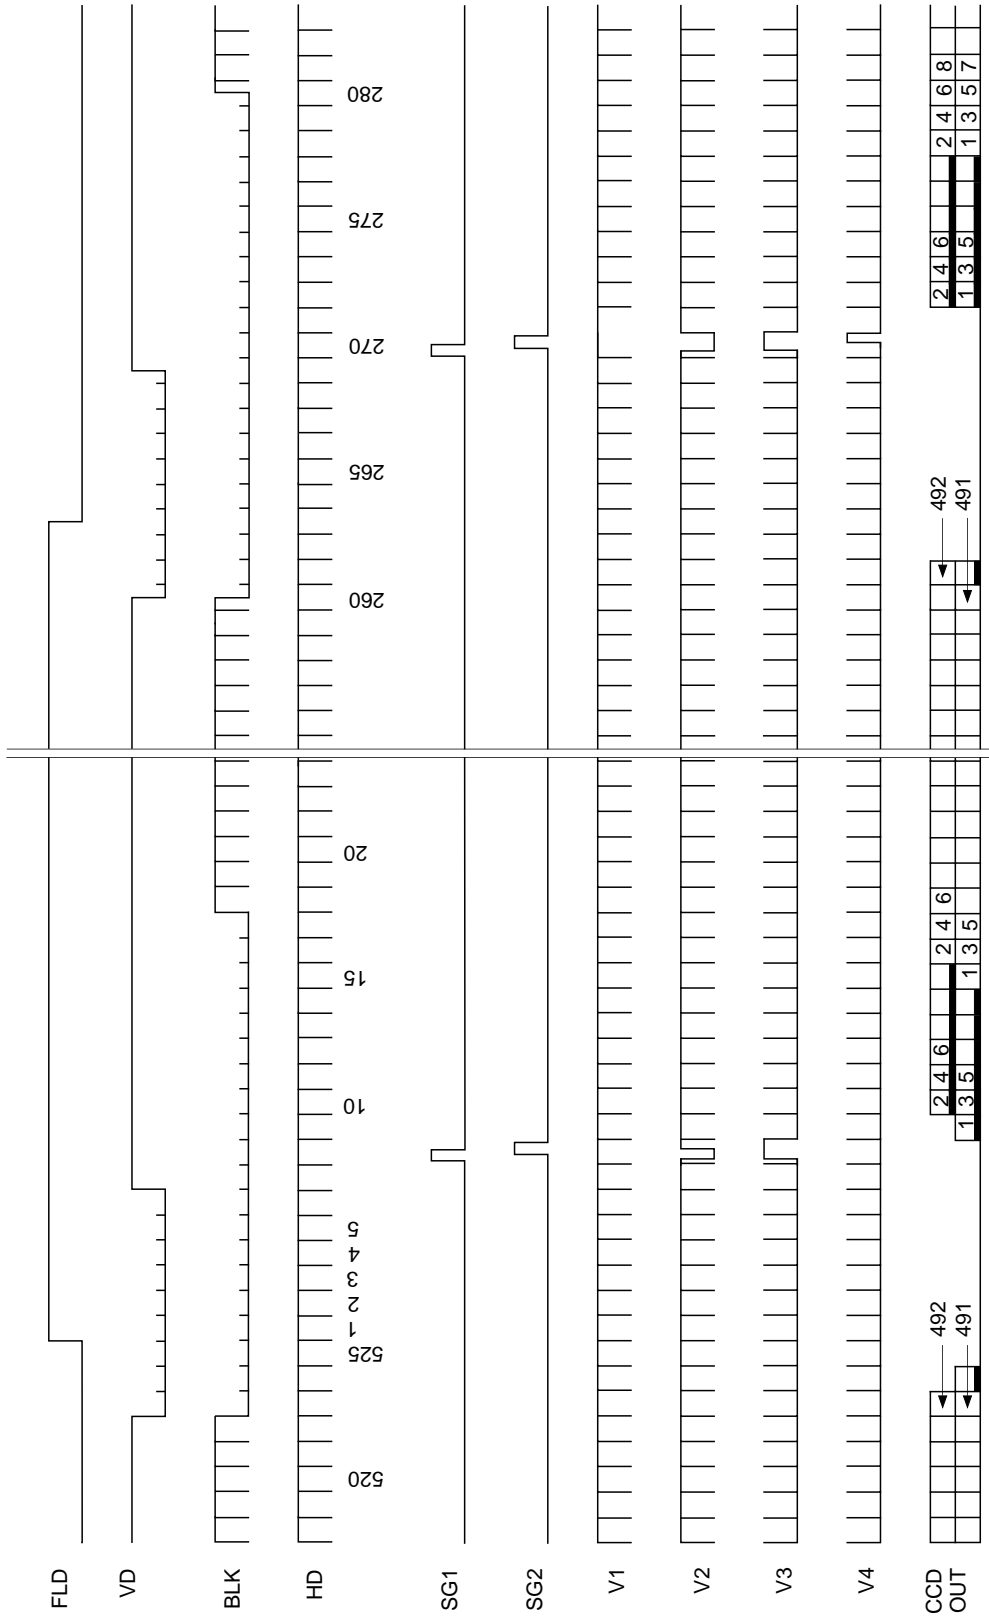 FLD
VD
BLK
HD
520 525 1 2 3 4 5 10 15 20 260 265 270 275 280
SG1
SG2
V1
V2
V3
V4
CCD 492 2 4 6 2 4 6 492 2 4 6 2 4 6 8
OUT 491 1 3 5 1 3 5 491 1 3 5 1 3 5 7